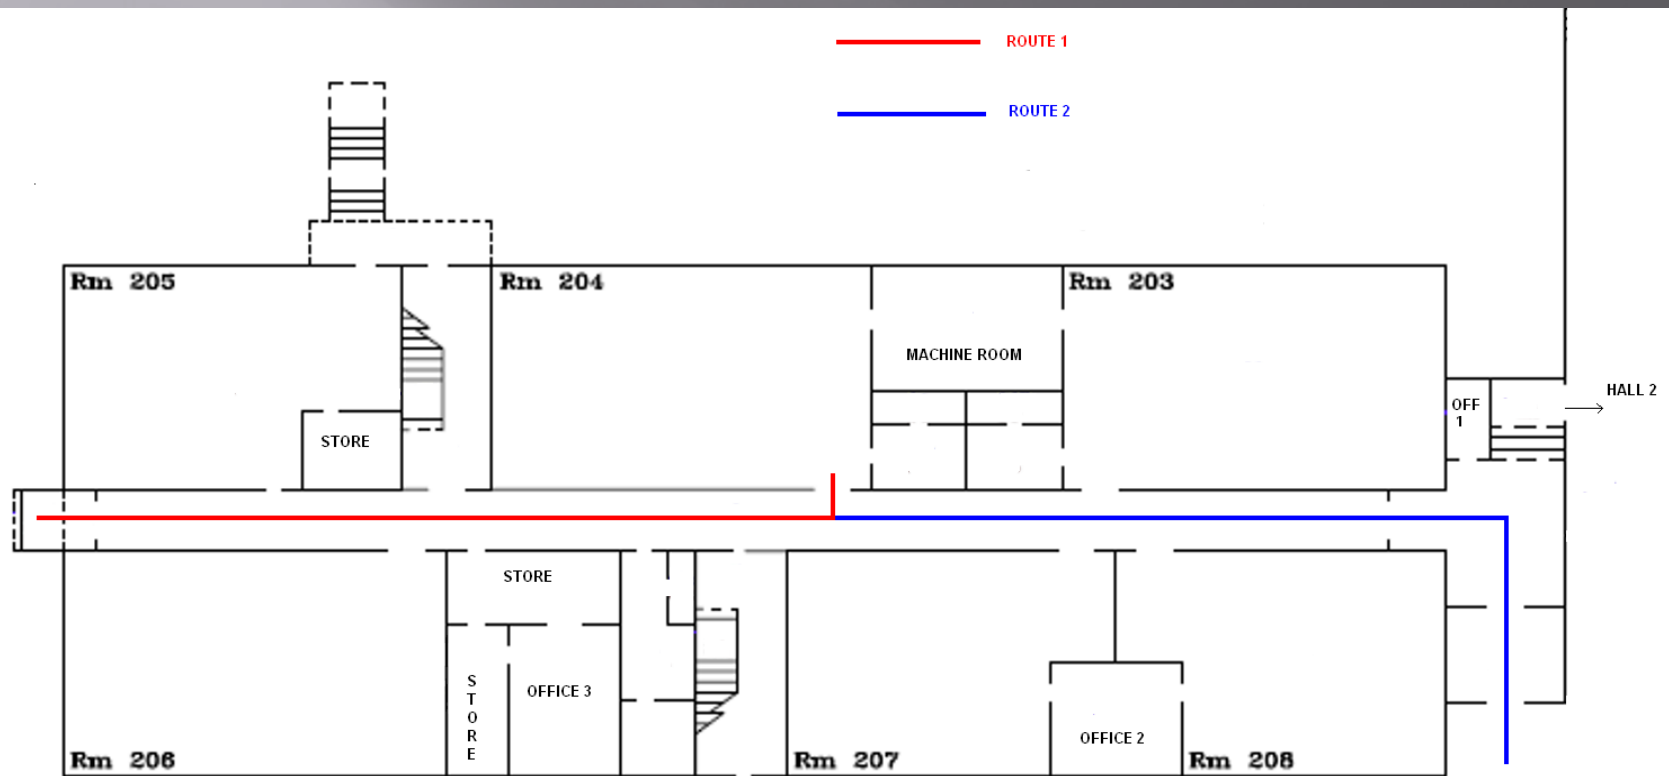 ROUTE 1
ROUTE 2
Rm 205
Rm 204
Rm 203
MACHINE ROOM
HALL 2
OFF
1
STORE
STORE
S
T
O
R
E
OFFICE 3
OFFICE 2
Rm 206
Rm 207
Rm 208